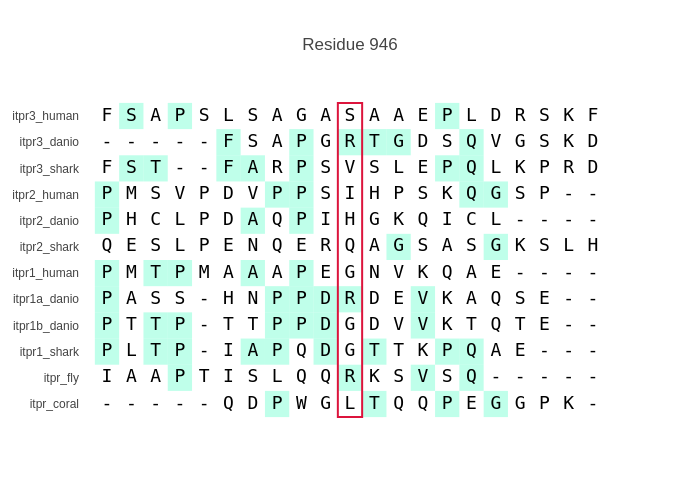 Residue 946
itpr3_human F S A P S L S A G A S A A E P L D R S K F
itpr3_danio - - - - - F S A P G R T G D S Q V G S K D
itpr3_shark F S T - - F A R P S V S L E P Q L K P R D
itpr2_human P M S V P D V P P S I H P S K Q G S P - -
itpr2_danio P H C L P D A Q P I H G K Q I C L - - - -
itpr2_shark Q E S L P E N Q E R Q A G S A S G K S L H
itpr1_human P M T P M A A A P E G N V K Q A E - - - -
itpr1a_danio P A S S - H N P P D R D E V K A Q S E - -
itpr1b_danio P T T P - T T P P D G D V V K T Q T E - -
itpr1_shark P L T P - I A P Q D G T T K P Q A E - - -
itpr_fly I A A P T I S L Q Q R K S V S Q - - - - -
itpr_coral - - - - - Q D P W G L T Q Q P E G G P K -